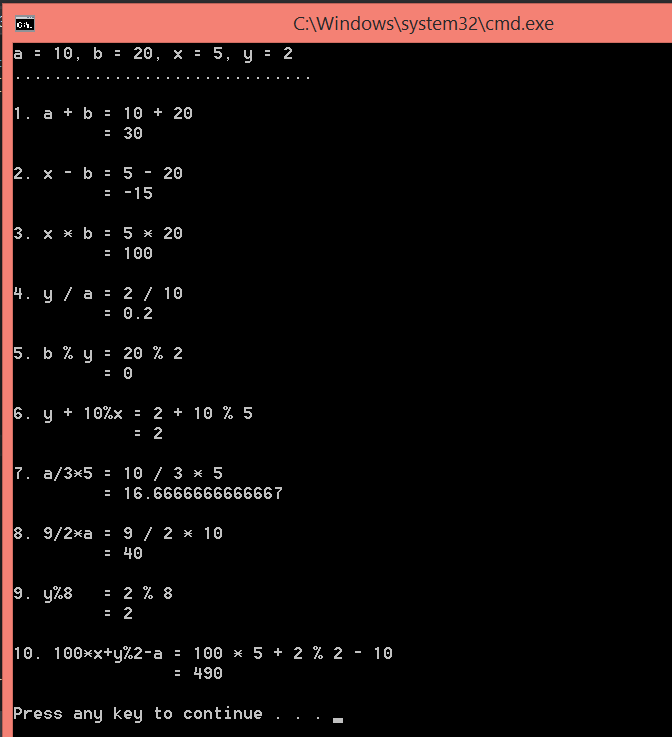 C:\Windows\system32\cmd.exe
a = 10, b = 20, x = 5, y = 2
..............................
1. a + b = 10 + 20
= 30
2. x - b = 5 - 20
= -15
3. x * b = 5 * 20
= 100
4. y / a = 2 / 10
= 0.2
5. b % y = 20 % 2
= 0
6. y + 10%x = 2 + 10 % 5
= 2
7. a/3*5 = 10 / 3 * 5
= 16.6666666666667
8. 9/2*a = 9 / 2 * 10
= 40
9. y%8 = 2 % 8
= 2
10. 100*x+y%2-a = 100 * 5 + 2 % 2 - 10
= 490
Press any key to continue . . . _